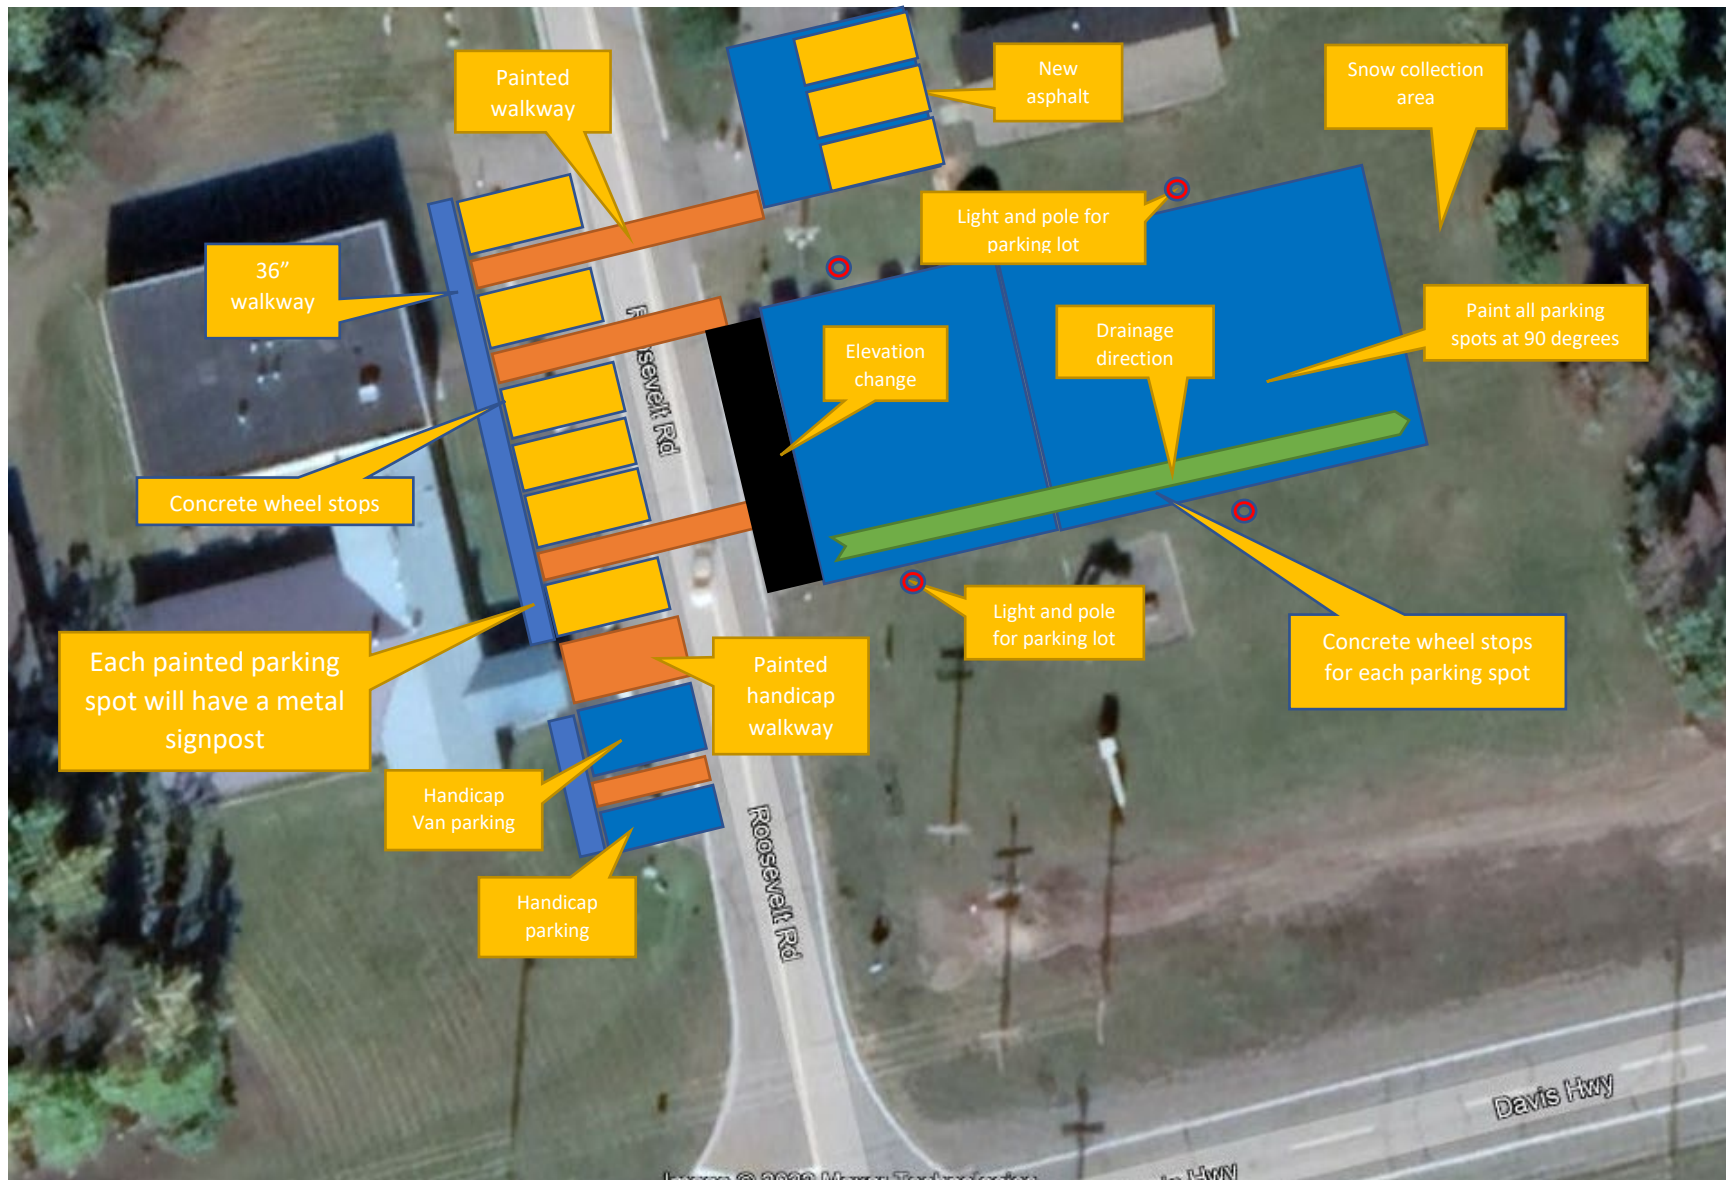 Painted
walkway
New
asphalt
Snow collection
area
Light and pole for
parking lot
36”
walkway
Elevation
change
Drainage
direction
Paint all parking
spots at 90 degrees
Roosevelt Rd
Concrete wheel stops
Each painted parking
spot will have a metal
signpost
Painted
handicap
walkway
Light and pole
for parking lot
Concrete wheel stops
for each parking spot
Handicap
Van parking
Handicap
parking
Roosevelt Rd
Davis Hwy
Hwy